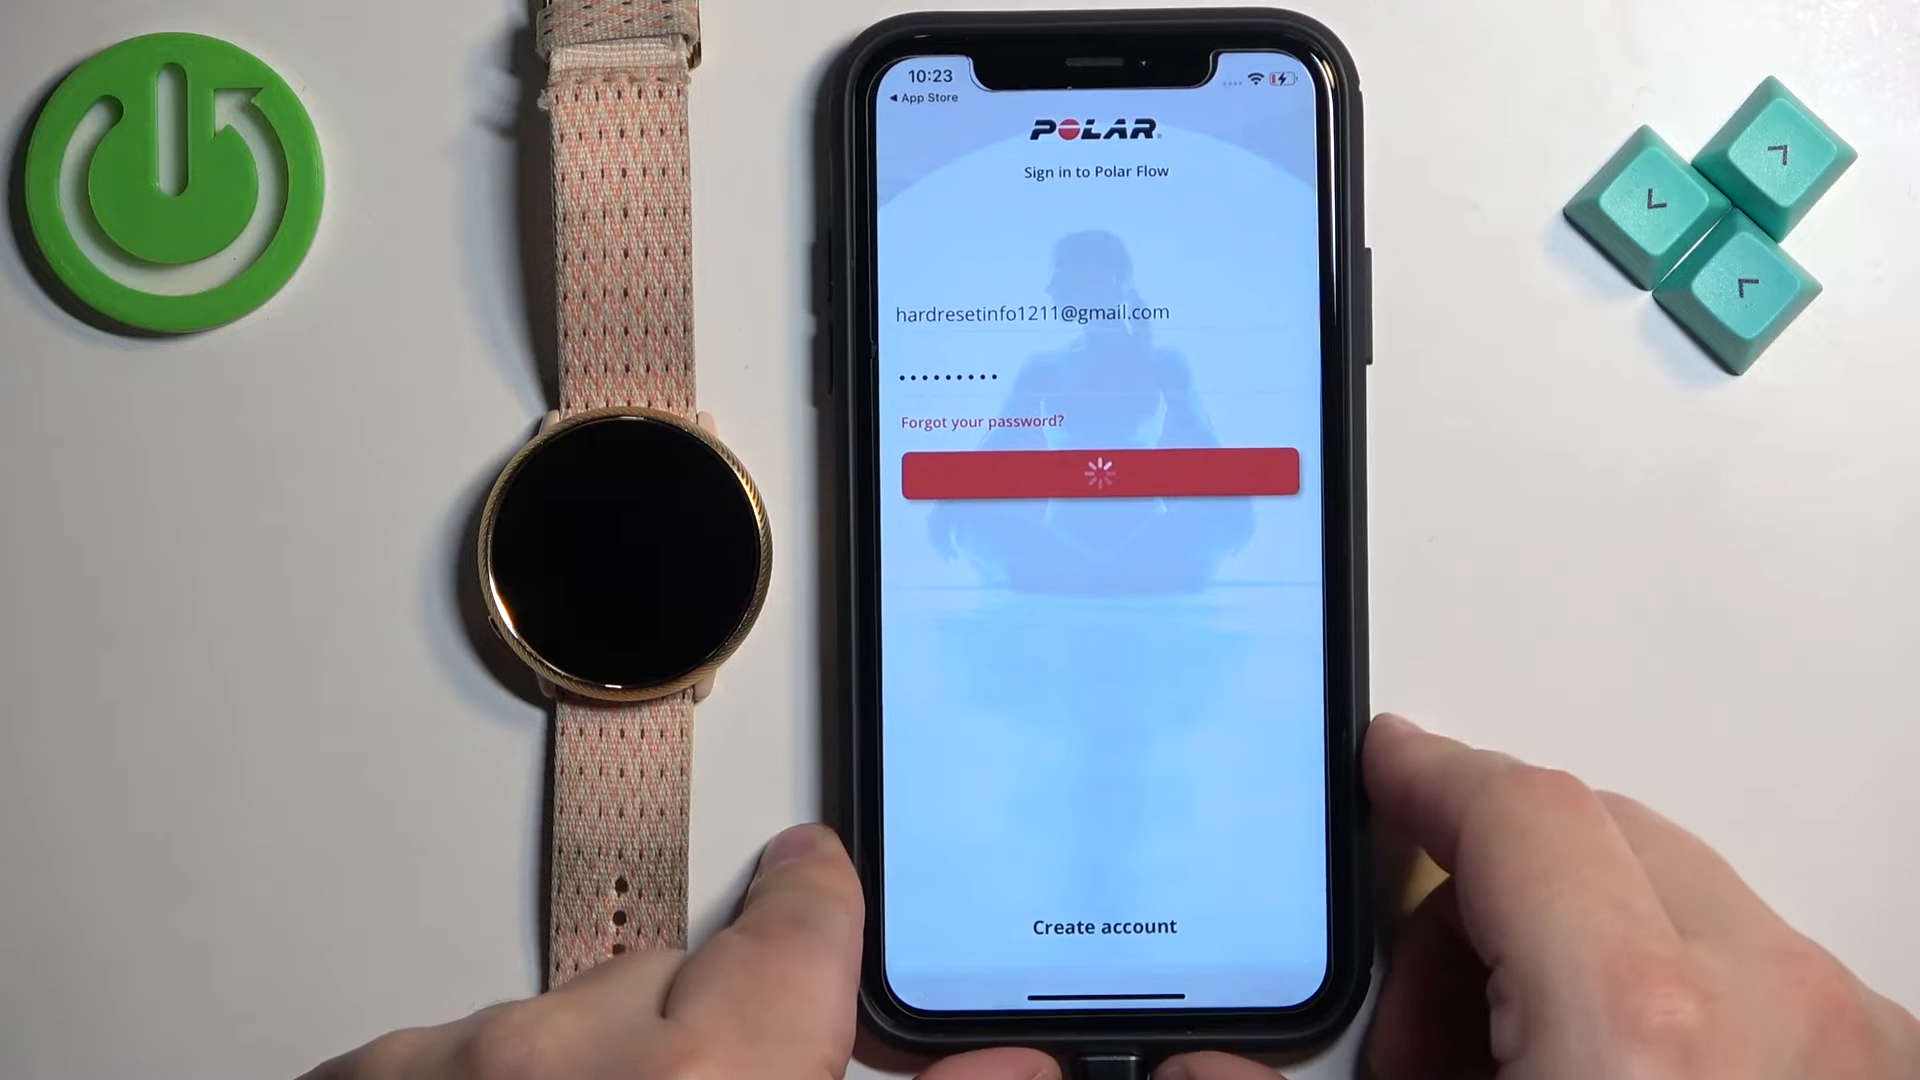 10:23
◀ App Store
POLAR
Sign in to Polar Flow
hardresetinfo1211@gmail.com
•••••••••
Forgot your password?
Create account